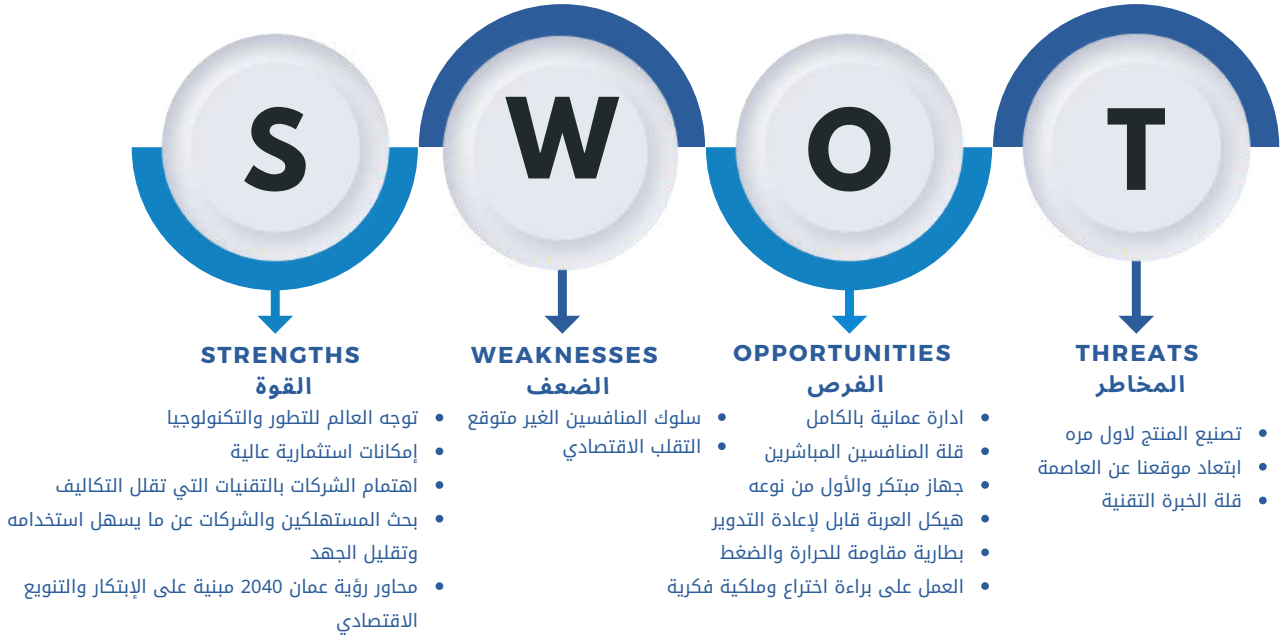 S
W
O
T
STRENGTHS
القوة
توجه العالم للتطور والتكنولوجيا
إمكانات استثمارية عالية
اهتمام الشركات بالتقنيات التي تقلل التكاليف
بحث المستهلكين والشركات عن ما يسهل استخدامه
وتقليل الجهد
محاور رؤية عمان 2040 مبنية على الإبتكار والتنويع
الاقتصادي
WEAKNESSES
الضعف
سلوك المنافسين الغير متوقع
التقلب الاقتصادي
OPPORTUNITIES
الفرص
ادارة عمانية بالكامل
قلة المنافسين المباشرين
جهاز مبتكر والأول من نوعه
هيكل العربة قابل لإعادة التدوير
بطارية مقاومة للحرارة والضغط
العمل على براءة اختراع وملكية فكرية
THREATS
المخاطر
تصنيع المنتج لاول مره
ابتعاد موقعنا عن العاصمة
قلة الخبرة التقنية